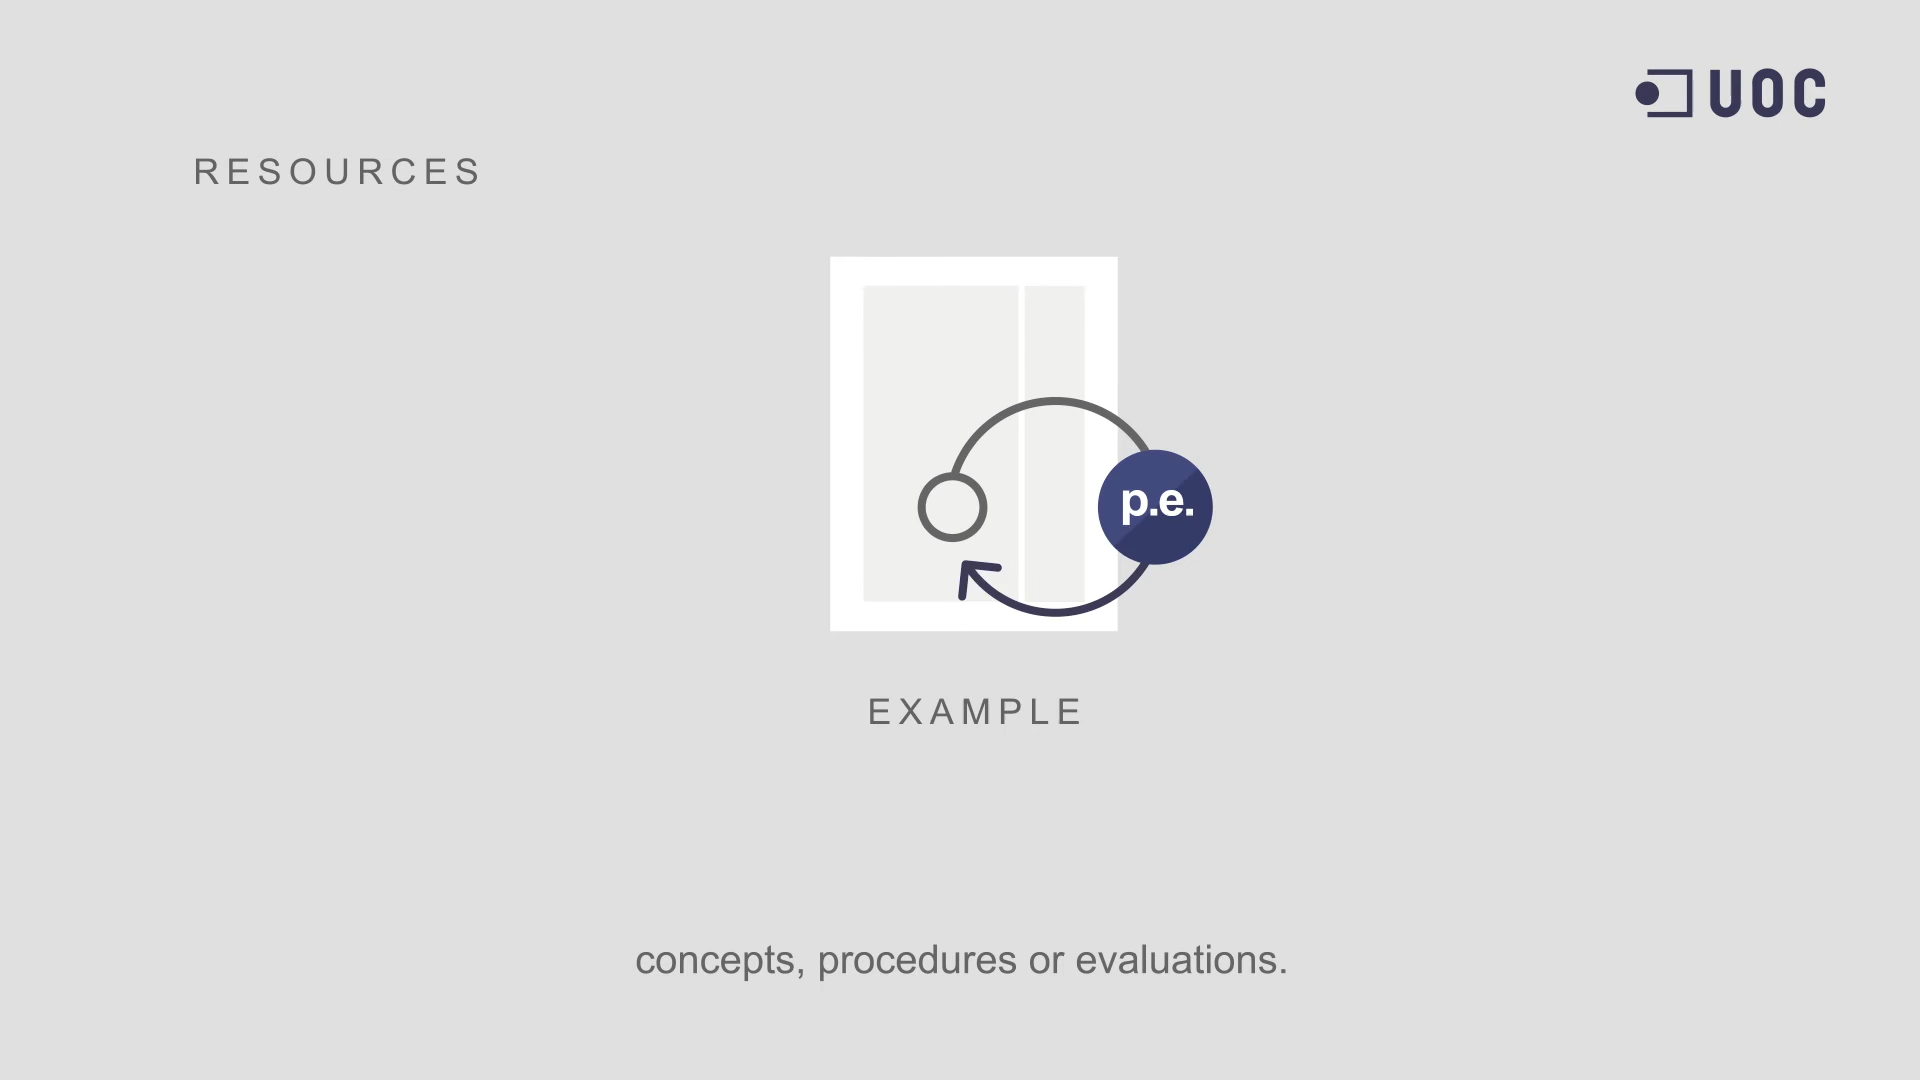 UOC
RESOURCES
p.e.
EXAMPLE
concepts, procedures or evaluations.